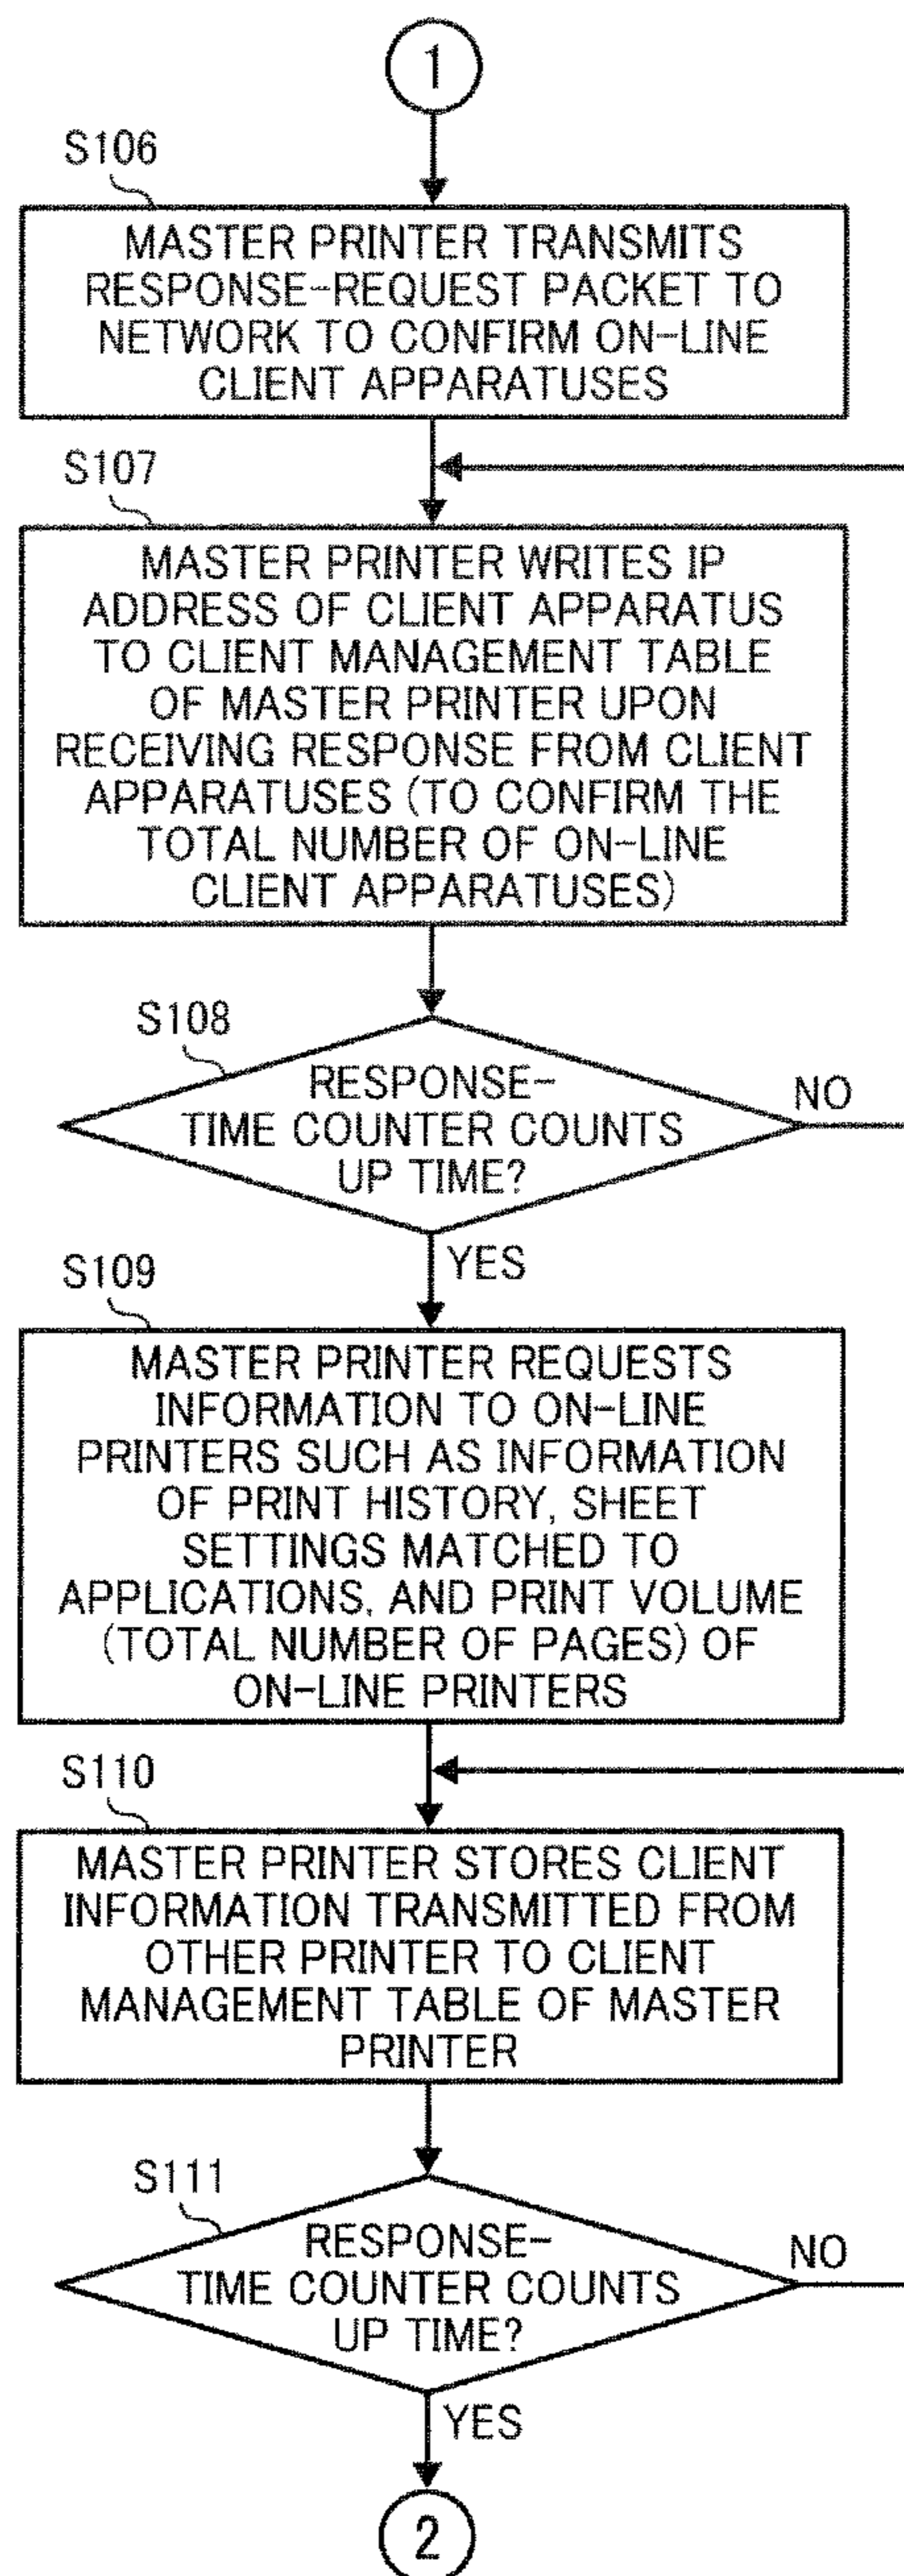 1
S106
MASTER PRINTER TRANSMITS
RESPONSE-REQUEST PACKET TO
NETWORK TO CONFIRM ON-LINE
CLIENT APPARATUSES
S107
MASTER PRINTER WRITES IP
ADDRESS OF CLIENT APPARATUS
TO CLIENT MANAGEMENT TABLE
OF MASTER PRINTER UPON
RECEIVING RESPONSE FROM CLIENT
APPARATUSES (TO CONFIRM THE
TOTAL NUMBER OF ON-LINE
CLIENT APPARATUSES)
S108
RESPONSE-
TIME COUNTER COUNTS
UP TIME?
NO
YES
S109
MASTER PRINTER REQUESTS
INFORMATION TO ON-LINE
PRINTERS SUCH AS INFORMATION
OF PRINT HISTORY, SHEET
SETTINGS MATCHED TO
APPLICATIONS, AND PRINT VOLUME
(TOTAL NUMBER OF PAGES) OF
ON-LINE PRINTERS
S110
MASTER PRINTER STORES CLIENT
INFORMATION TRANSMITTED FROM
OTHER PRINTER TO CLIENT
MANAGEMENT TABLE OF MASTER
PRINTER
S111
RESPONSE-
TIME COUNTER COUNTS
UP TIME?
NO
YES
2